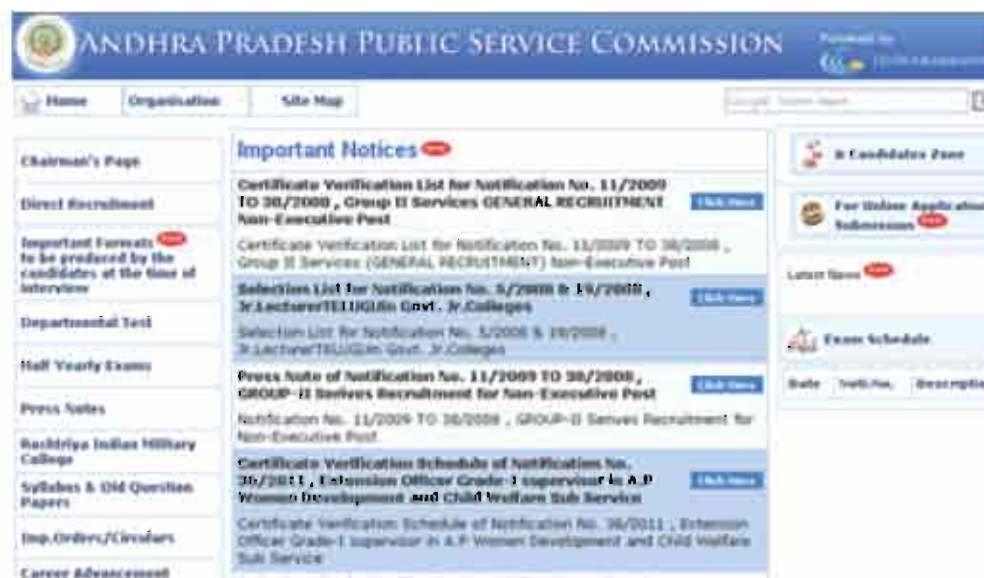 ANDHRA PRADESH PUBLIC SERVICE COMMISSION
Home
Organisation
Site Map
Chairman's Page
Direct Recruitment
Important Formats
to be produced by the
candidates at the time of
interview
Departmental Test
Half Yearly Exams
Press Notes
Rashtriya Indian Military
College
Syllabus & Old Question
Papers
Imp.Orders/Circulars
Career Advancement
Important Notices
Certificate Verification List for Notification No. 11/2009
TO 38/2008 , Group II Services GENERAL RECRUITMENT
Non-Executive Post
Click Here
Certificate Verification List for Notification No. 11/2009 TO 38/2008 ,
Group II Services (GENERAL RECRUITMENT) Non-Executive Post
Selection List for Notification No. 5/2008 & 19/2008 ,
Jr.LecturerTELUGUin Govt. Jr.Colleges
Click Here
Selection List for Notification No. 5/2008 & 19/2008 ,
Jr.LecturerTELUGUin Govt. Jr.Colleges
Press Note of Notification No. 11/2009 TO 38/2008 ,
GROUP-II Serives Recruitment for Non-Executive Post
Click Here
Notification No. 11/2009 TO 38/2008 , GROUP-II Serives Recruitment for
Non-Executive Post
Certificate Verification Schedule of Notification No.
36/2011 , Extension Officer Grade-I supervisor in A.P
Women Development and Child Welfare Sub Service
Click Here
Certificate Verification Schedule of Notification No. 36/2011 , Extension
Officer Grade-I supervisor in A.P Women Development and Child Welfare
Sub Service
Candidates Zone
For Online Application
Submission
Latest News
Exam Schedule
Date
Noti.No.